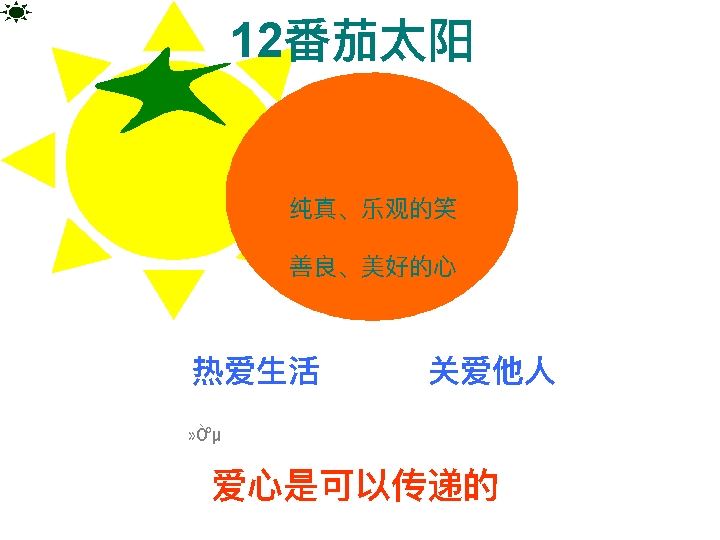 12番茄太阳
纯真、乐观的笑
善良、美好的心
热爱生活 关爱他人
»Òºµ
爱心是可以传递的